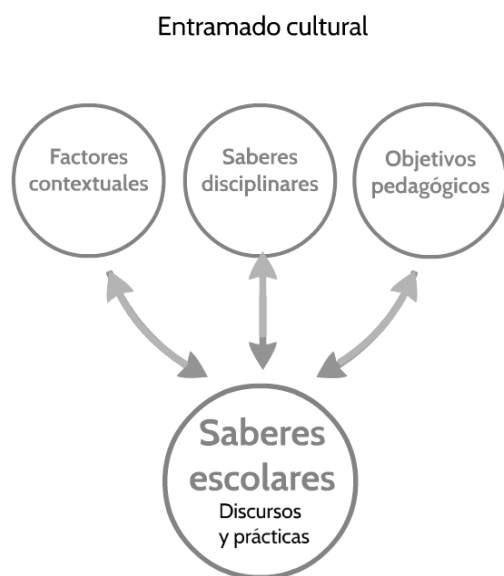 Entramado cultural
Factores
contextuales
Saberes
disciplinares
Objetivos
pedagógicos
Saberes
escolares
Discursos
y prácticas